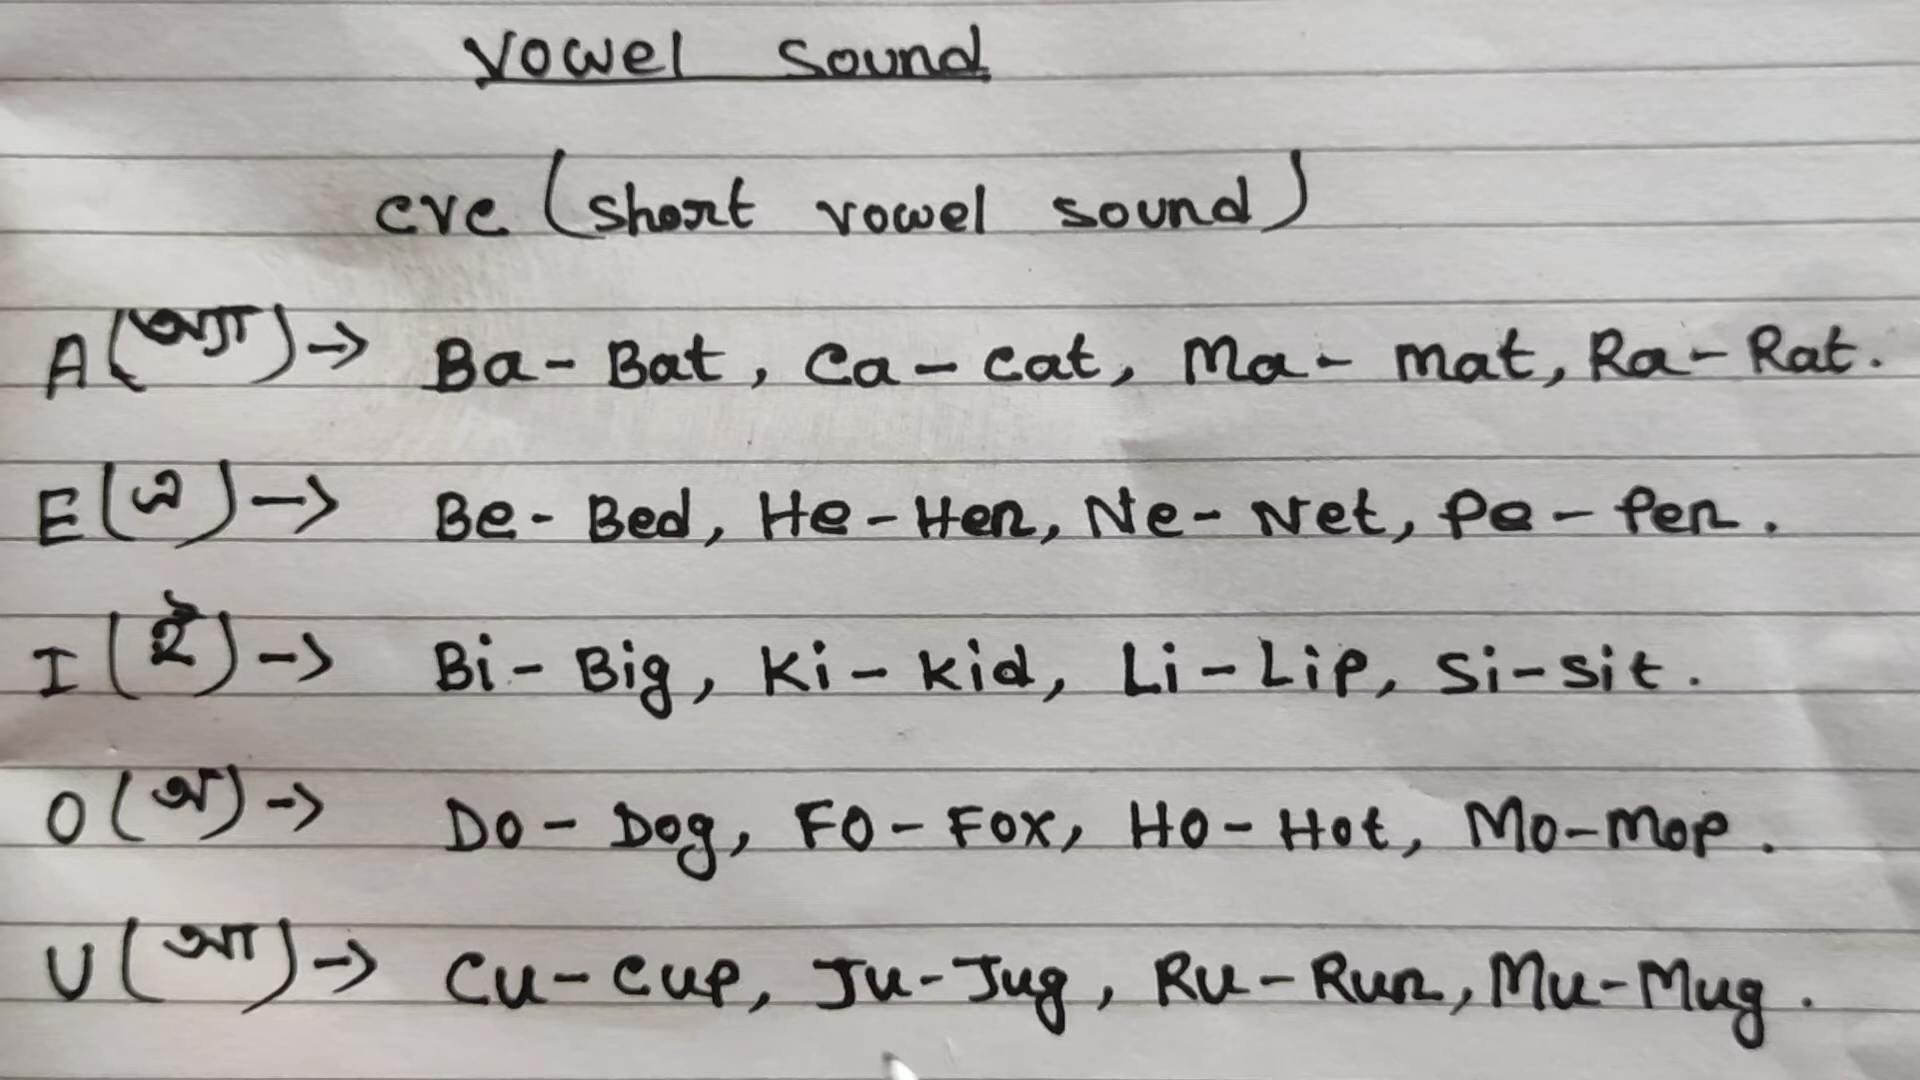 Vowel Sound
cvc (short vowel sound)
A (অ্যা) -> Ba - Bat, Ca - cat, Ma - mat, Ra - Rat.
E (এ) -> Be - Bed, He - Hen, Ne - Net, Pe - Pen.
I (ই) -> Bi - Big, Ki - kid, Li - Lip, Si - sit.
O (অ) -> Do - Dog, FO - FOX, HO - Hot, Mo - Mop.
U (আ) -> Cu - Cup, Ju - Jug, Ru - Run, Mu - Mug.